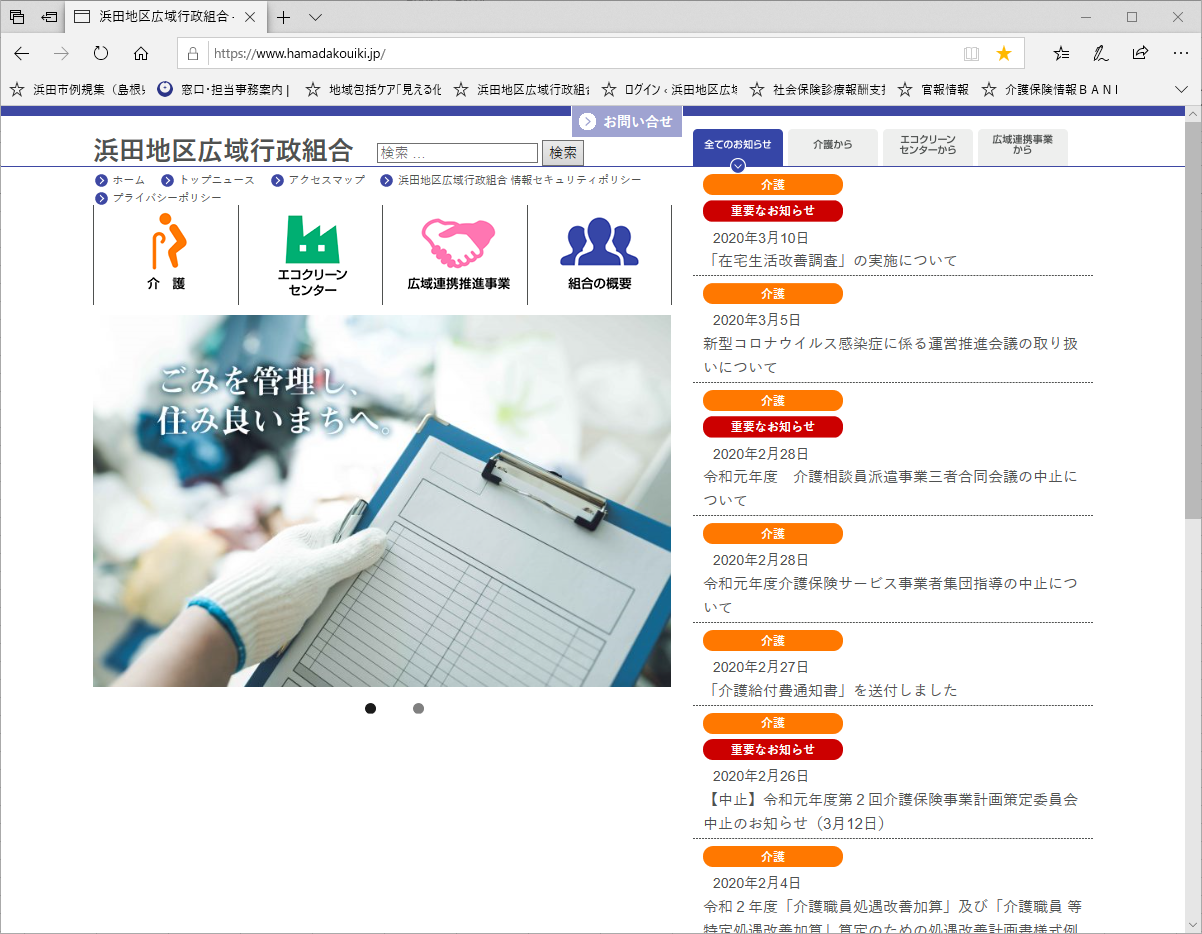 浜田地区広域行政組合 -
https://www.hamadakouiki.jp/
浜田市例規集（島根
窓口・担当事務案内 |
地域包括ケア「見える化
浜田地区広域行政組合
ログイン ‹ 浜田地区広域
社会保険診療報酬支
官報情報
介護保険情報ＢＡＮＩ
お問い合せ
浜田地区広域行政組合
検索 …
検索
ホーム
トップニュース
アクセスマップ
浜田地区広域行政組合 情報セキュリティポリシー
プライバシーポリシー
介　護
エコクリーン
センター
広域連携推進事業
組合の概要
ごみを管理し、
住み良いまちへ。
全てのお知らせ
介護から
エコクリーン
センターから
広域連携事業
から
介護
重要なお知らせ
2020年3月10日
「在宅生活改善調査」の実施について
介護
2020年3月5日
新型コロナウイルス感染症に係る運営推進会議の取り扱
いについて
介護
重要なお知らせ
2020年2月28日
令和元年度　介護相談員派遣事業三者合同会議の中止に
ついて
介護
2020年2月28日
令和元年度介護保険サービス事業者集団指導の中止につ
いて
介護
2020年2月27日
「介護給付費通知書」を送付しました
介護
重要なお知らせ
2020年2月26日
【中止】令和元年度第２回介護保険事業計画策定委員会
中止のお知らせ（3月12日）
介護
2020年2月4日
令和２年度「介護職員処遇改善加算」及び「介護職員 等
特定処遇改善加算」算定のための処遇改善計画書様式例